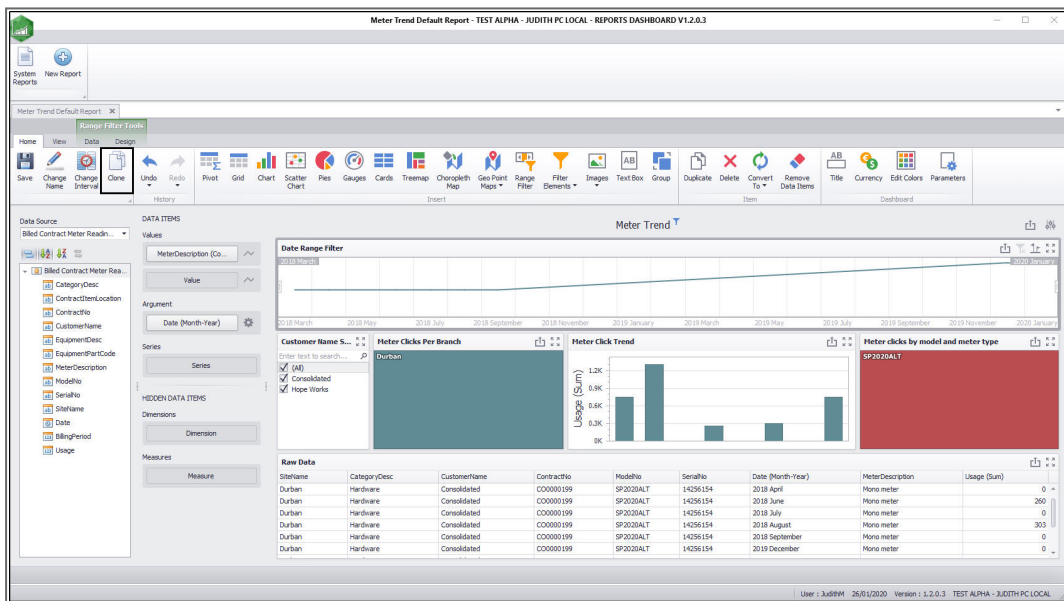 Meter Trend Default Report - TEST ALPHA - JUDITH PC LOCAL - REPORTS DASHBOARD V1.2.0.3
System Reports
New Report
Meter Trend Default Report
Range Filter Tools
Home View Data Design
Save
Change Name
Change Interval
Clone
Undo
Redo
Pivot
Grid
Chart
Scatter Chart
Pies
Gauges
Cards
Treemap
Choropleth Map
Geo Point Maps
Range Filter
Filter Elements
Images
Text Box
Group
Duplicate
Delete
Convert To
Remove Data Items
Title
Currency
Edit Colors
Parameters
History
Insert
Item
Dashboard
Data Source
Billed Contract Meter Readin...
Billed Contract Meter Rea...
CategoryDesc
ContractItemLocation
ContractNo
CustomerName
EquipmentDesc
EquipmentPartCode
MeterDescription
ModelNo
SerialNo
SiteName
Date
BillingPeriod
Usage
DATA ITEMS
Values
MeterDescription (Co...
Value
Argument
Date (Month-Year)
Series
Series
HIDDEN DATA ITEMS
Dimensions
Dimension
Measures
Measure
Meter Trend
Date Range Filter
2018 March 2020 January
2018 March 2018 May 2018 July 2018 September 2018 November 2019 January 2019 March 2019 May 2019 July 2019 September 2019 November 2020 January
Customer Name S...
Enter text to search...
(All)
Consolidated
Hope Works
Meter Clicks Per Branch
Durban
Meter Click Trend
Usage (Sum)
1.2K
0.9K
0.6K
0.3K
0K
Meter clicks by model and meter type
SP2020ALT
Raw Data
SiteName CategoryDesc CustomerName ContractNo ModelNo SerialNo Date (Month-Year) MeterDescription Usage (Sum)
Durban Hardware Consolidated CO0000199 SP2020ALT 14256154 2018 April Mono meter 0
Durban Hardware Consolidated CO0000199 SP2020ALT 14256154 2018 June Mono meter 260
Durban Hardware Consolidated CO0000199 SP2020ALT 14256154 2018 July Mono meter 0
Durban Hardware Consolidated CO0000199 SP2020ALT 14256154 2018 August Mono meter 303
Durban Hardware Consolidated CO0000199 SP2020ALT 14256154 2018 September Mono meter 0
Durban Hardware Consolidated CO0000199 SP2020ALT 14256154 2019 December Mono meter 0
User : JudithM 26/01/2020 Version : 1.2.0.3 TEST ALPHA - JUDITH PC LOCAL